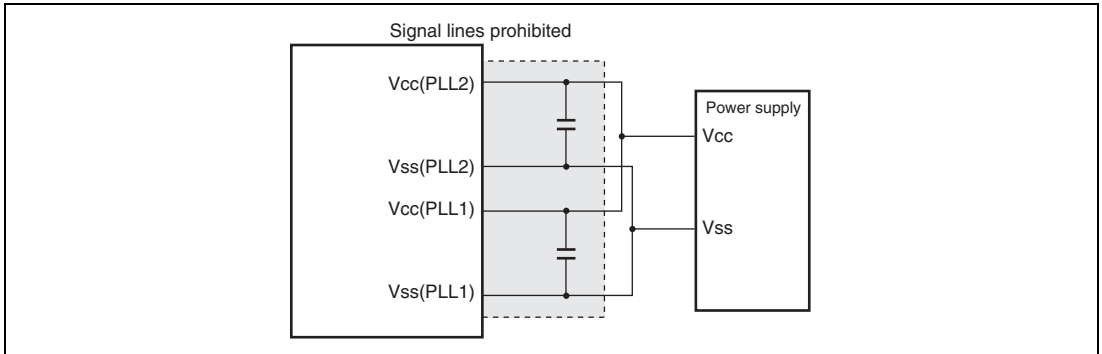 Signal lines prohibited
Vcc(PLL2)
Vss(PLL2)
Vcc(PLL1)
Vss(PLL1)
Power supply
Vcc
Vss